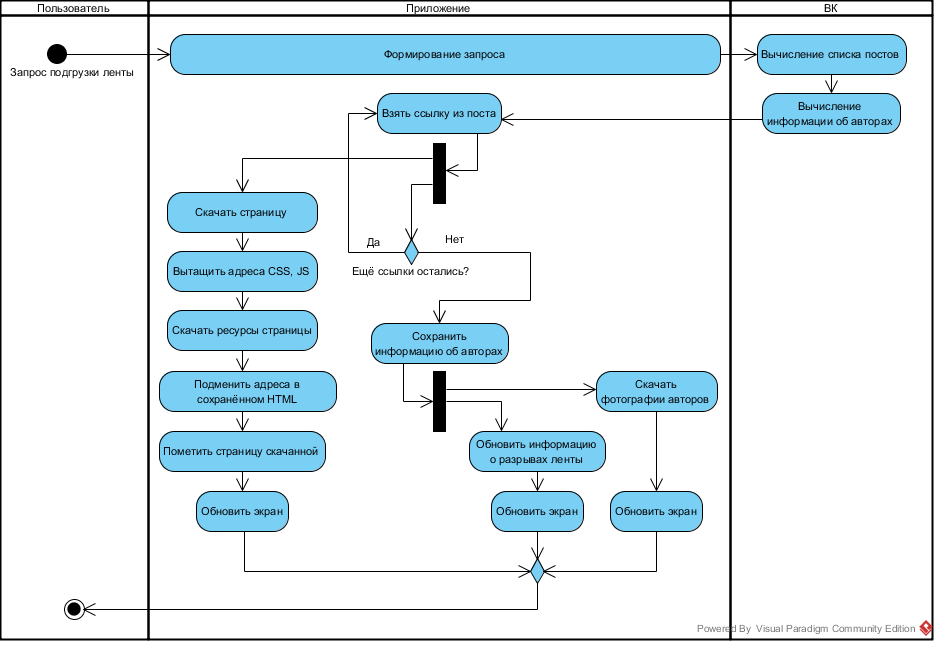 Пользователь
Приложение
ВК
Запрос подгрузки ленты
Формирование запроса
Вычисление списка постов
Вычисление
информации об авторах
Взять ссылку из поста
Скачать страницу
Да
Нет
Ещё ссылки остались?
Вытащить адреса CSS, JS
Скачать ресурсы страницы
Сохранить
информацию об авторах
Подменить адреса в
сохранённом HTML
Скачать
фотографии авторов
Пометить страницу скачанной
Обновить информацию
о разрывах ленты
Обновить экран
Обновить экран
Обновить экран
Powered By Visual Paradigm Community Edition